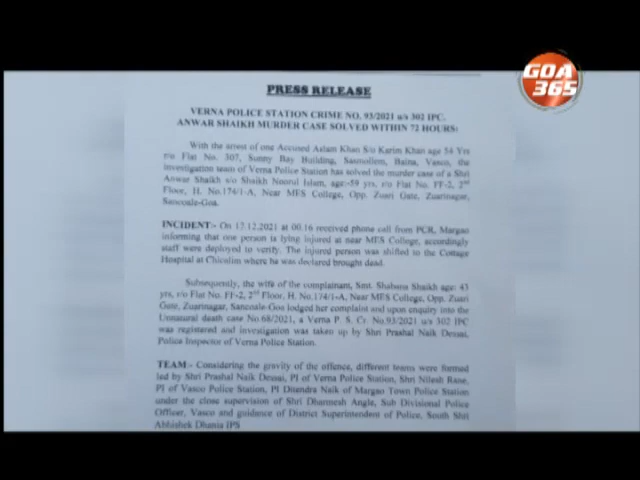 GOA
365
PRESS RELEASE
VERNA POLICE STATION CRIME NO. 93/2021 u/s 302 IPC.
ANWAR SHAIKH MURDER CASE SOLVED WITHIN 72 HOURS:
With the arrest of one Accused Aslam Khan S/o Karim Khan age 54 Yrs
r/o Flat No. 307, Sunny Bay Building, Sasmollem, Baina, Vasco, the
investigation team of Verna Police Station has solved the murder case of a Shri
Anwar Shaikh s/o Shaikh Noorul Islam, age:-59 yrs, r/o Flat No. FF-2, 2nd
Floor, H. No.174/1-A, Near MES College, Opp. Zuari Gate, Zuarinagar,
Sancoale-Goa.
INCIDENT:- On 17.12.2021 at 00.16 received phone call from PCR, Margao
informing that one person is lying injured at near MES College, accordingly
staff were deployed to verify. The injured person was shifted to the Cottage
Hospital at Chicolim where he was declared brought dead.
Subsequently, the wife of the complainant, Smt. Shabana Shaikh age: 43
yrs, r/o Flat No. FF-2, 2nd Floor, H. No.174/1-A, Near MES College, Opp. Zuari
Gate, Zuarinagar, Sancoale-Goa lodged her complaint and upon enquiry into the
Unnatural death case No.68/2021, a Verna P. S. Cr. No.93/2021 u/s 302 IPC
was registered and investigation was taken up by Shri Prashal Naik Dessai,
Police Inspector of Verna Police Station.
TEAM:- Considering the gravity of the offence, different teams were formed
led by Shri Prashal Naik Dessai, PI of Verna Police Station, Shri Nilesh Rane,
PI of Vasco Police Station, PI Ditendra Naik of Margao Town Police Station
under the close supervision of Shri Dharmesh Angle, Sub Divisional Police
Officer, Vasco and guidance of District Superintendent of Police, South Shri
Abhishek Dhania IPS